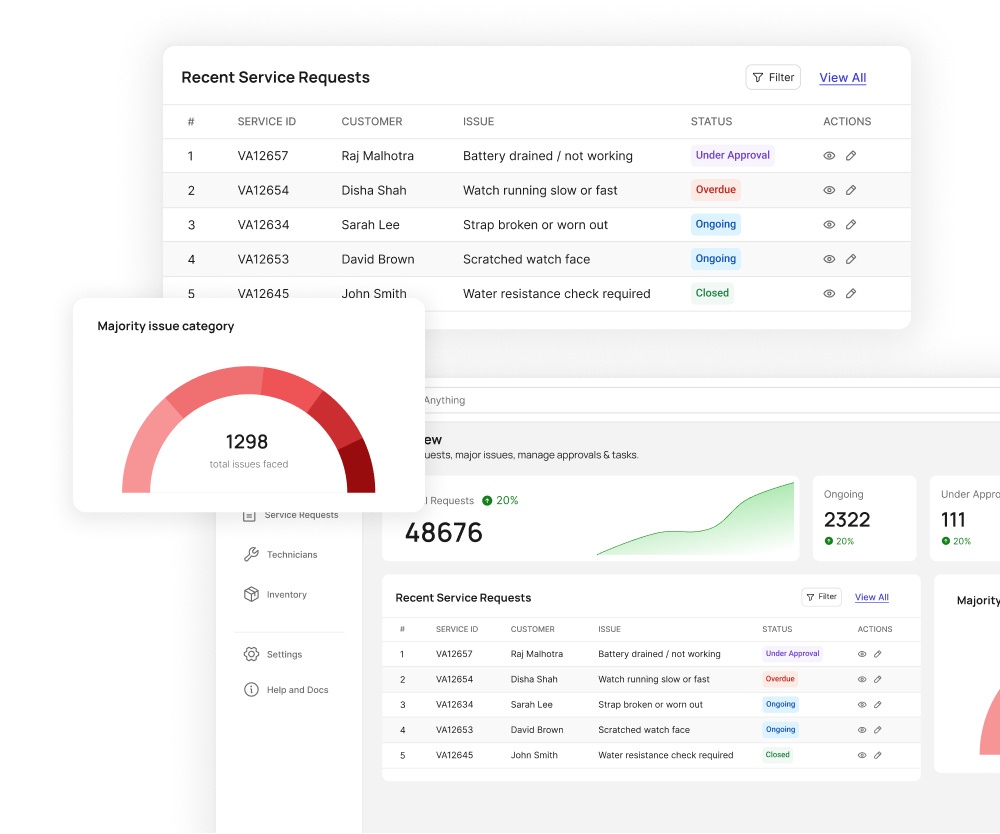 Recent Service Requests
Filter
View All
# SERVICE ID CUSTOMER ISSUE STATUS ACTIONS
1 VA12657 Raj Malhotra Battery drained / not working Under Approval
2 VA12654 Disha Shah Watch running slow or fast Overdue
3 VA12634 Sarah Lee Strap broken or worn out Ongoing
4 VA12653 David Brown Scratched watch face Ongoing
5 VA12645 John Smith Water resistance check required Closed
Majority issue category
1298
total issues faced
Anything
ew
uests, major issues, manage approvals & tasks.
Service Requests
Technicians
Inventory
Settings
Help and Docs
l Requests 20%
48676
Ongoing
2322
20%
Under Appro
111
20%
Recent Service Requests
Filter
View All
# SERVICE ID CUSTOMER ISSUE STATUS ACTIONS
1 VA12657 Raj Malhotra Battery drained / not working Under Approval
2 VA12654 Disha Shah Watch running slow or fast Overdue
3 VA12634 Sarah Lee Strap broken or worn out Ongoing
4 VA12653 David Brown Scratched watch face Ongoing
5 VA12645 John Smith Water resistance check required Closed
Majority